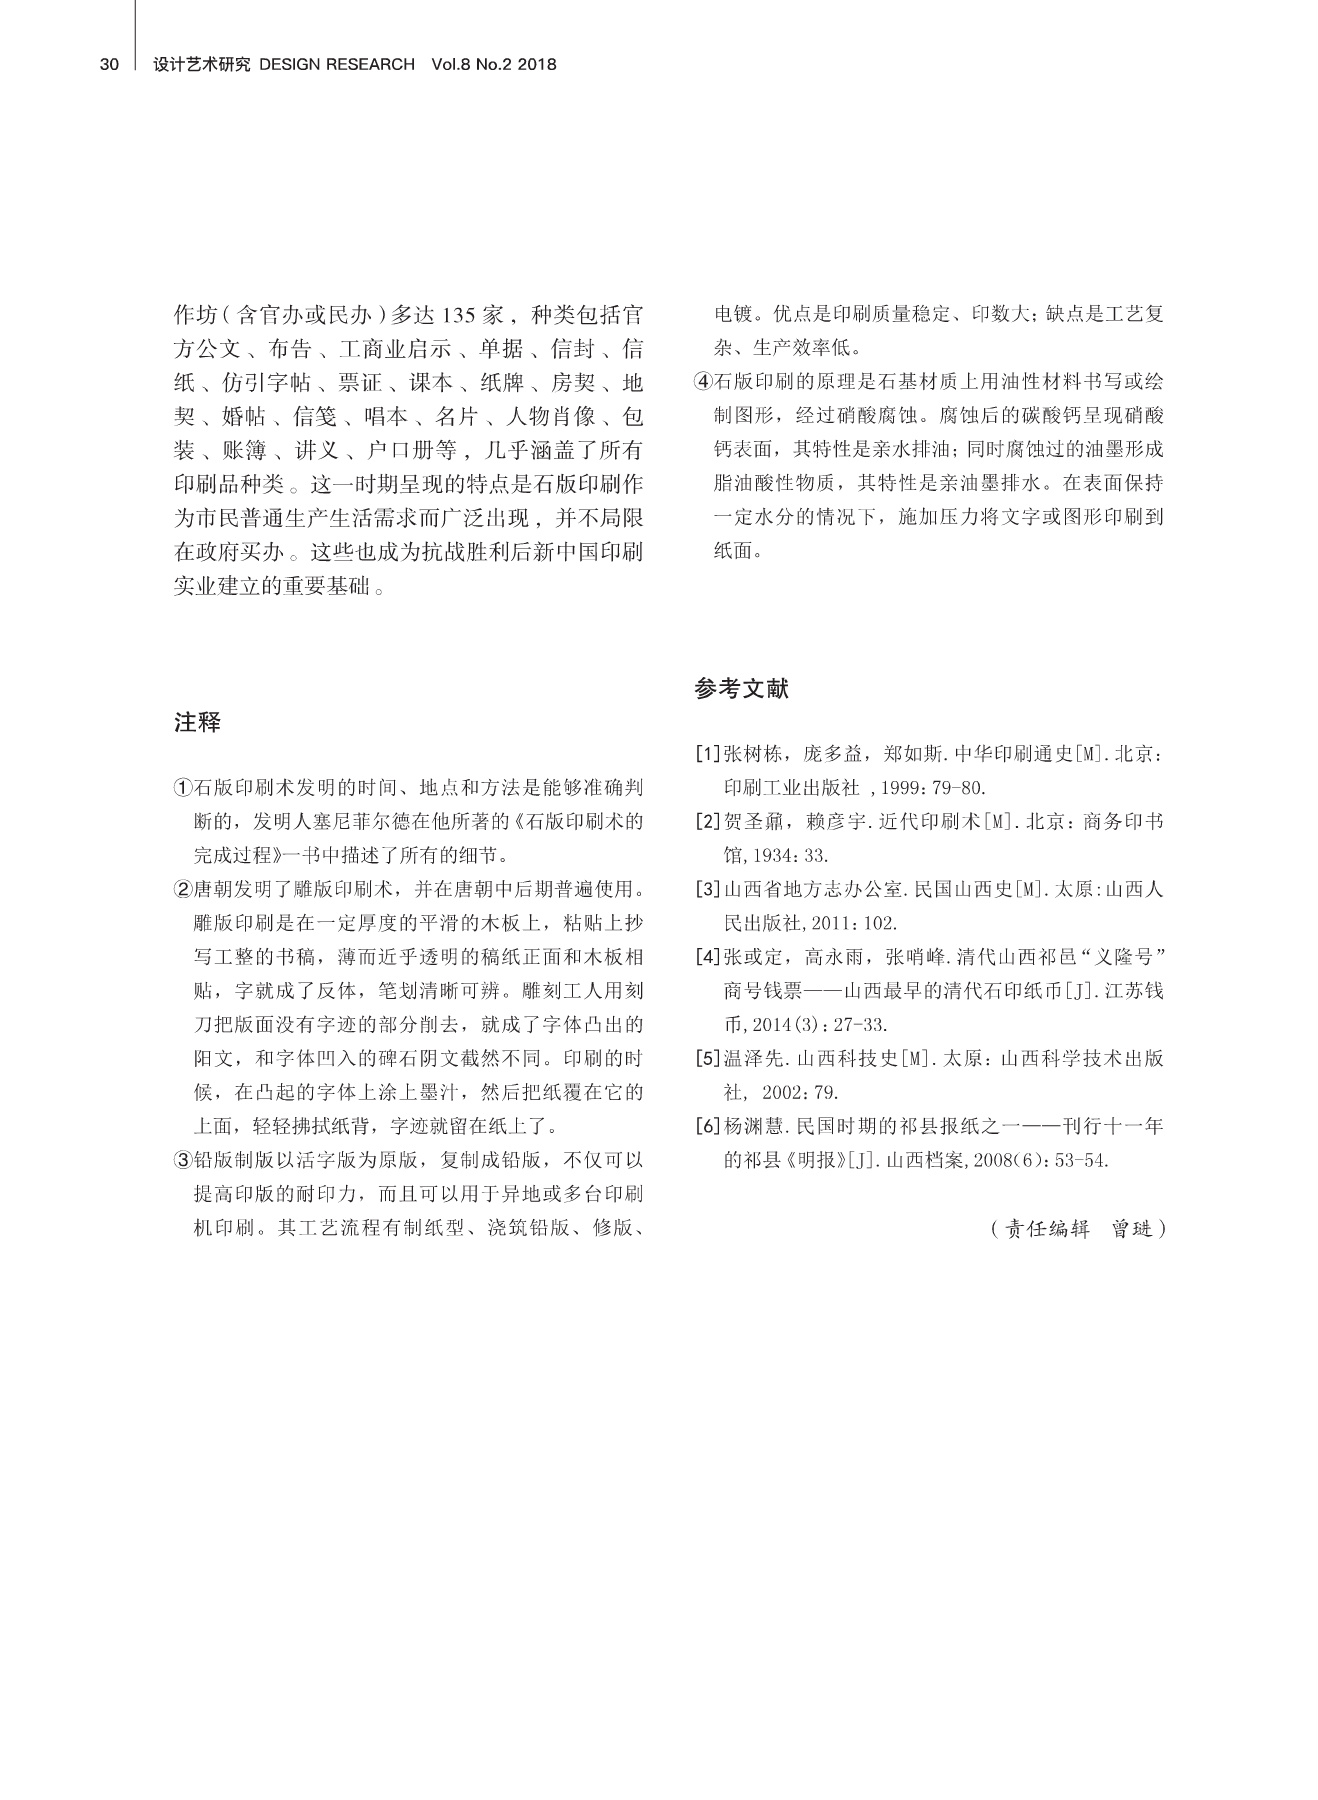 30 设计艺术研究 DESIGN RESEARCH Vol.8 No.2 2018
作坊（含官办或民办）多达 135 家，种类包括官
方公文、布告、工商业启示、单据、信封、信
纸、仿引字帖、票证、课本、纸牌、房契、地
契、婚帖、信笺、唱本、名片、人物肖像、包
装、账簿、讲义、户口册等，几乎涵盖了所有
印刷品种类。这一时期呈现的特点是石版印刷作
为市民普通生产生活需求而广泛出现，并不局限
在政府买办。这些也成为抗战胜利后新中国印刷
实业建立的重要基础。
注释
①石版印刷术发明的时间、地点和方法是能够准确判
断的，发明人塞尼菲尔德在他所著的《石版印刷术的
完成过程》一书中描述了所有的细节。
②唐朝发明了雕版印刷术，并在唐朝中后期普遍使用。
雕版印刷是在一定厚度的平滑的木板上，粘贴上抄
写工整的书稿，薄而近乎透明的稿纸正面和木板相
贴，字就成了反体，笔划清晰可辨。雕刻工人用刻
刀把版面没有字迹的部分削去，就成了字体凸出的
阳文，和字体凹入的碑石阴文截然不同。印刷的时
候，在凸起的字体上涂上墨汁，然后把纸覆在它的
上面，轻轻拂拭纸背，字迹就留在纸上了。
③铅版制版以活字版为原版，复制成铅版，不仅可以
提高印版的耐印力，而且可以用于异地或多台印刷
机印刷。其工艺流程有制纸型、浇筑铅版、修版、
电镀。优点是印刷质量稳定、印数大；缺点是工艺复
杂、生产效率低。
④石版印刷的原理是石基材质上用油性材料书写或绘
制图形，经过硝酸腐蚀。腐蚀后的碳酸钙呈现硝酸
钙表面，其特性是亲水排油；同时腐蚀过的油墨形成
脂油酸性物质，其特性是亲油墨排水。在表面保持
一定水分的情况下，施加压力将文字或图形印刷到
纸面。
参考文献
[1]张树栋，庞多益，郑如斯.中华印刷通史[M].北京：
印刷工业出版社 ,1999：79-80.
[2]贺圣鼐，赖彦宇.近代印刷术[M].北京：商务印书
馆,1934：33.
[3]山西省地方志办公室.民国山西史[M].太原:山西人
民出版社,2011：102.
[4]张或定，高永雨，张哨峰.清代山西祁邑“义隆号”
商号钱票——山西最早的清代石印纸币[J].江苏钱
币,2014(3)：27-33.
[5]温泽先.山西科技史[M].太原：山西科学技术出版
社, 2002：79.
[6]杨渊慧.民国时期的祁县报纸之一——刊行十一年
的祁县《明报》[J].山西档案,2008(6)：53-54.
（责任编辑 曾琎）